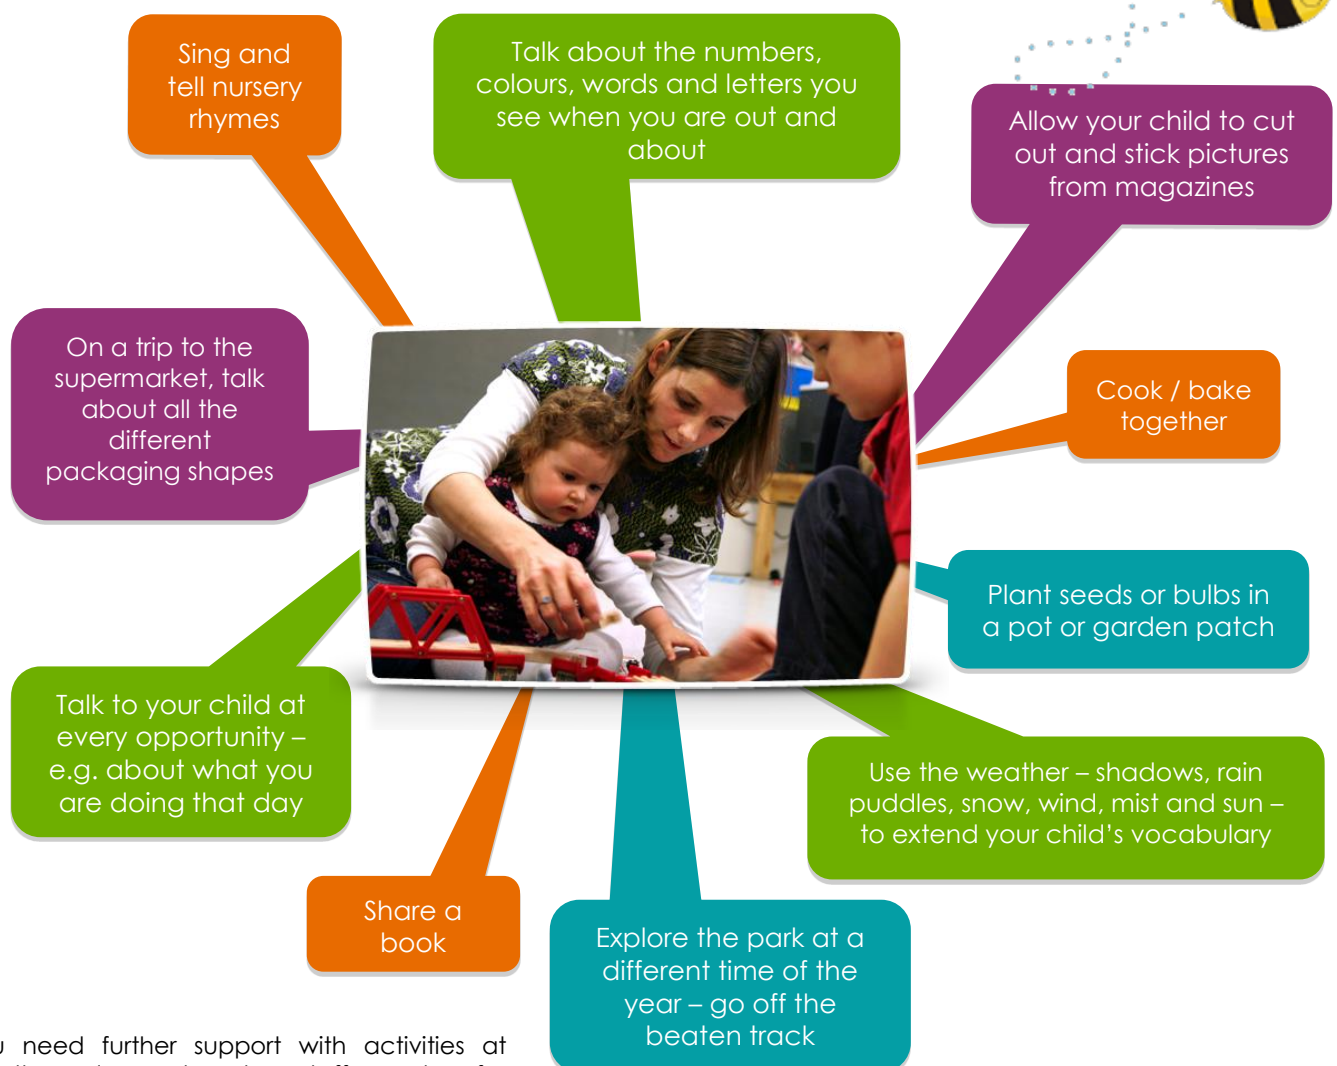 Sing and
tell nursery
rhymes
Talk about the numbers,
colours, words and letters you
see when you are out and
about
Allow your child to cut
out and stick pictures
from magazines
On a trip to the
supermarket, talk
about all the
different
packaging shapes
Cook / bake
together
Plant seeds or bulbs in
a pot or garden patch
Talk to your child at
every opportunity –
e.g. about what you
are doing that day
Use the weather – shadows, rain
puddles, snow, wind, mist and sun –
to extend your child’s vocabulary
Share a
book
Explore the park at a
different time of the
year – go off the
beaten track
need further support with activities at